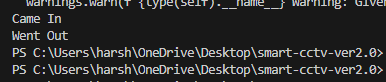 warnings.warn(f"{type(self).__name__} Warning: Given
Came In
Went Out
PS C:\Users\harsh\OneDrive\Desktop\smart-cctv-ver2.0>
PS C:\Users\harsh\OneDrive\Desktop\smart-cctv-ver2.0>